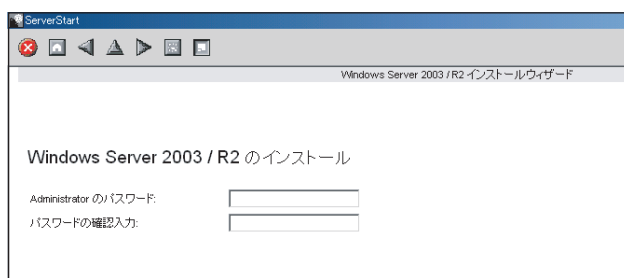 ServerStart
Windows Server 2003 / R2 インストールウィザード
Windows Server 2003 / R2 のインストール
Administrator のパスワード:
パスワードの確認入力: